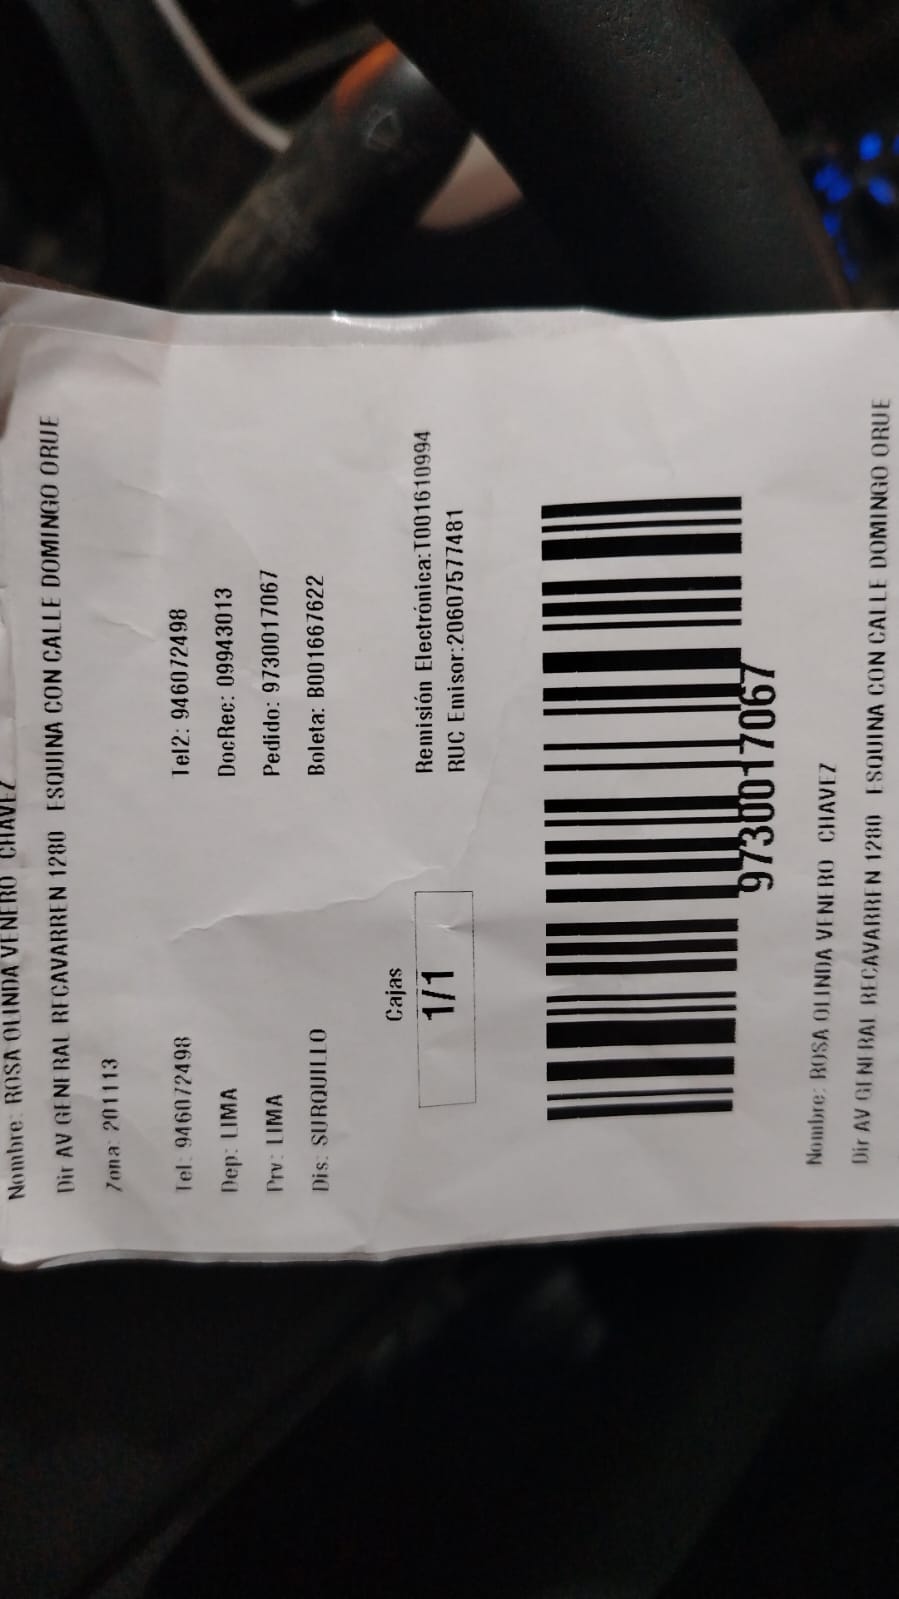 Nombre: ROSA OLINDA VENERO CHAVEZ
Dir AV GENERAL RECAVARREN 1280 ESQUINA CON CALLE DOMINGO ORUE
Zona: 201113
Tel: 946072498 Tel2: 946072498
Dep: LIMA DocRec: 09943013
Prv: LIMA Pedido: 9730017067
Dis: SURQUILLO Boleta: B001667622
Cajas
1/1
Remisión Electrónica:T001610994
RUC Emisor:20607577481
9730017067
Nombre: ROSA OLINDA VENERO CHAVEZ
Dir AV GENERAL RECAVARREN 1280 ESQUINA CON CALLE DOMINGO ORUE